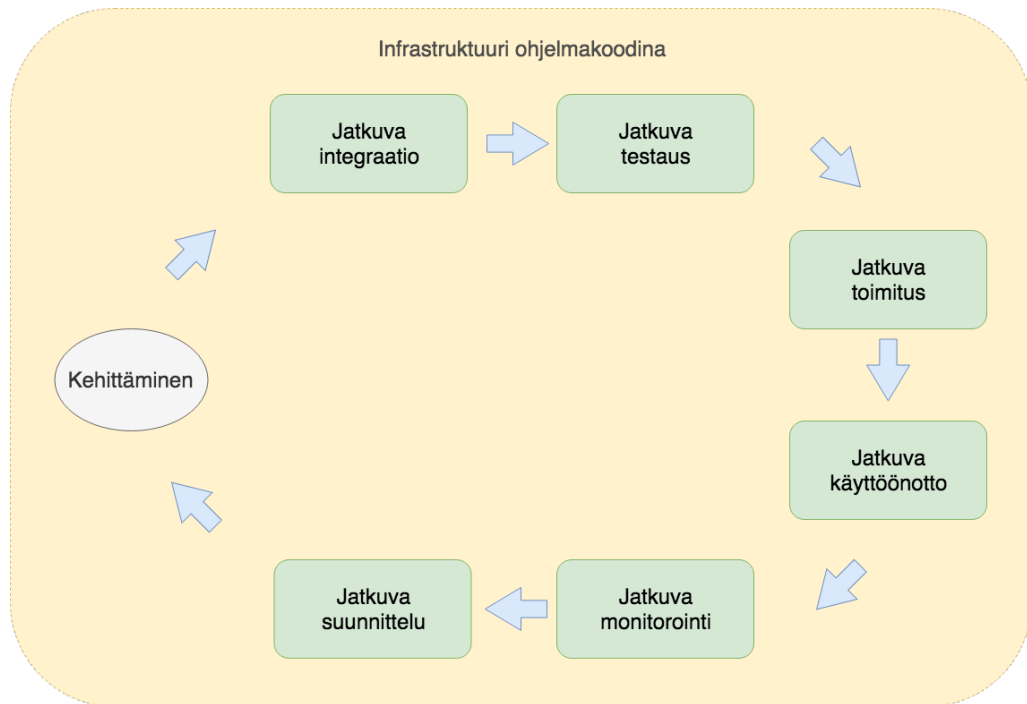 Infrastruktuuri ohjelmakoodina
Jatkuva
integraatio
Jatkuva
testaus
Jatkuva
toimitus
Kehittäminen
Jatkuva
käyttöönotto
Jatkuva
suunnittelu
Jatkuva
monitorointi